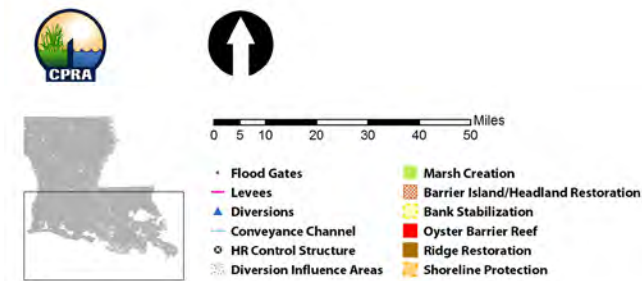 CPRA
Miles
0 5 10 20 30 40 50
Flood Gates
Levees
Diversions
Conveyance Channel
HR Control Structure
Diversion Influence Areas
Marsh Creation
Barrier Island/Headland Restoration
Bank Stabilization
Oyster Barrier Reef
Ridge Restoration
Shoreline Protection